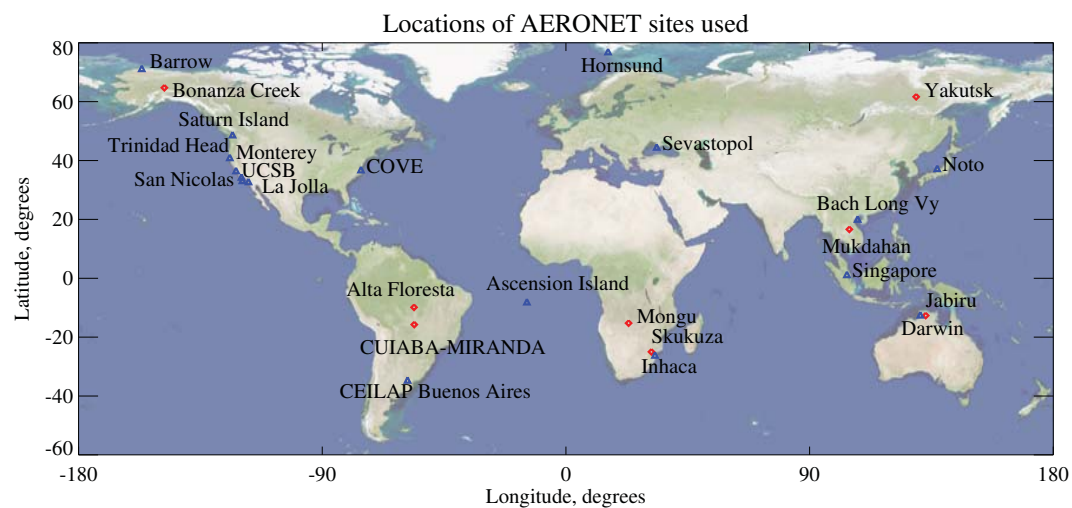 Locations of AERONET sites used
80
60
40
20
0
-20
-40
-60
Latitude, degrees
Barrow
Hornsund
Bonanza Creek
Yakutsk
Saturn Island
Trinidad Head
Monterey
Sevastopol
COVE
Noto
UCSB
San Nicolas
La Jolla
Bach Long Vy
Mukdahan
Singapore
Ascension Island
Alta Floresta
Jabiru
Mongu
Darwin
Skukuza
CUIABA-MIRANDA
Inhaca
CEILAP Buenos Aires
-180
-90
0
90
180
Longitude, degrees